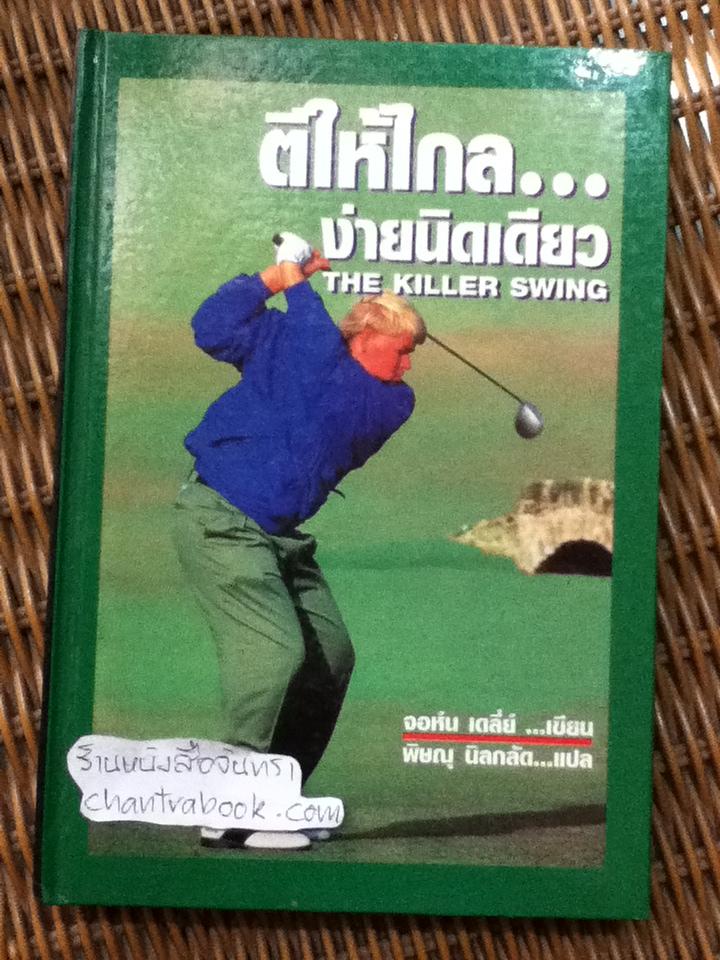 ตีให้ไกล...
ง่ายนิดเดียว
THE KILLER SWING
จอห์น เดลี่ย์ ...เขียน
พิษณุ นิลกลัด...แปล
ร้านหนังสือจันทรา
chantrabook.com